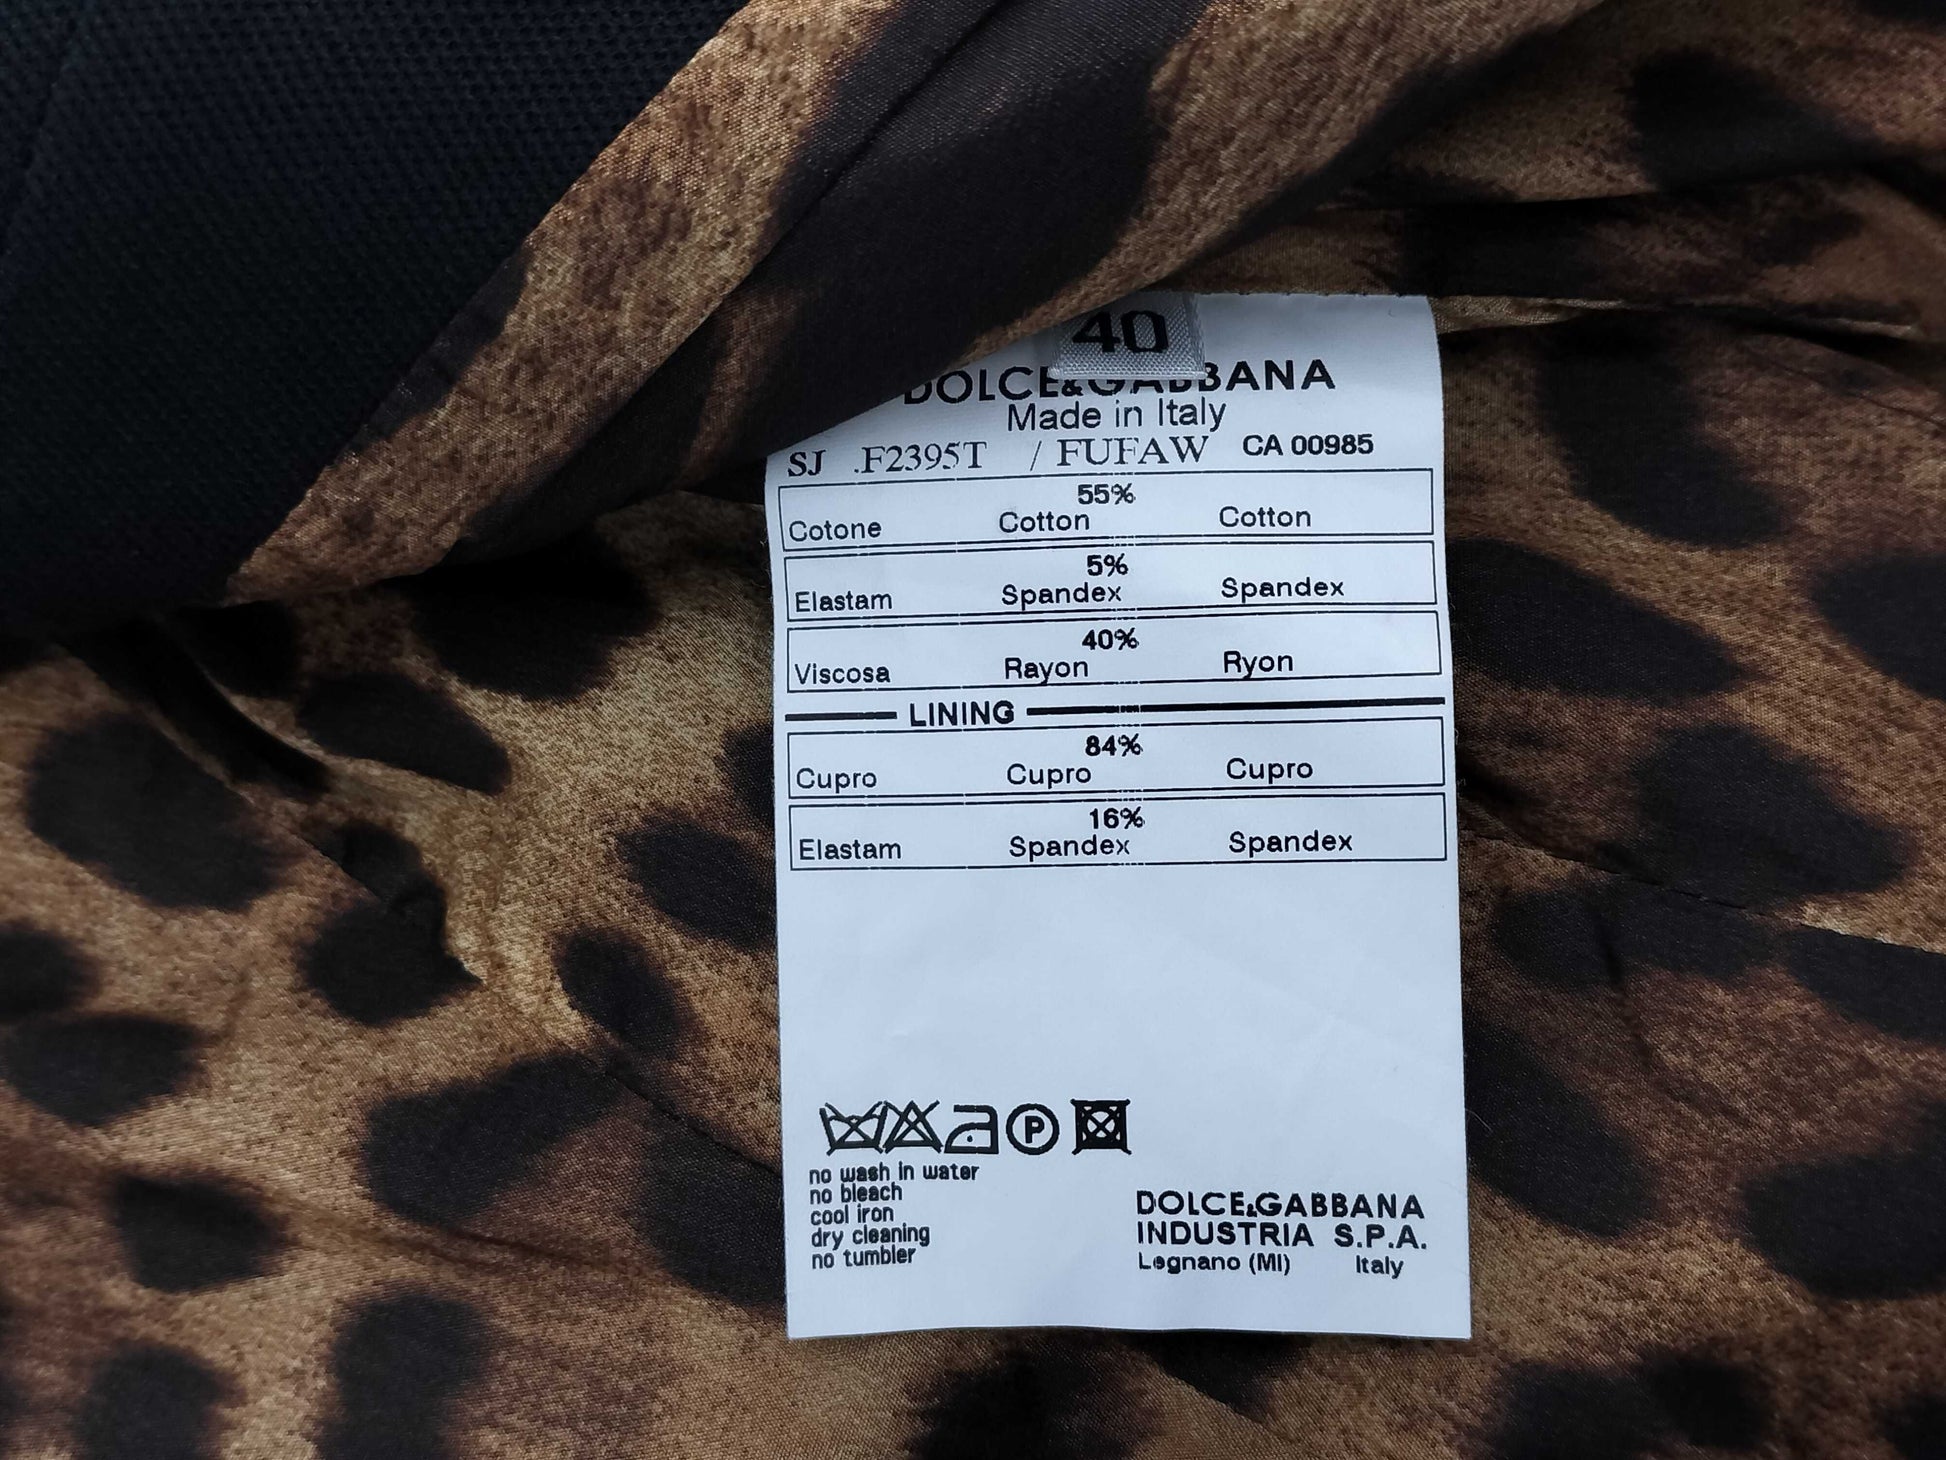 40
DOLCE&GABBANA
Made in Italy
SJ .F2395T / FUFAW CA 00985
55%
Cotone Cotton Cotton
5%
Elastam Spandex Spandex
40%
Viscosa Rayon Ryon
LINING
84%
Cupro Cupro Cupro
16%
Elastam Spandex Spandex
P
no wash in water
no bleach
cool iron
dry cleaning
no tumbler
DOLCE&GABBANA
INDUSTRIA S.P.A.
Legnano (MI) Italy